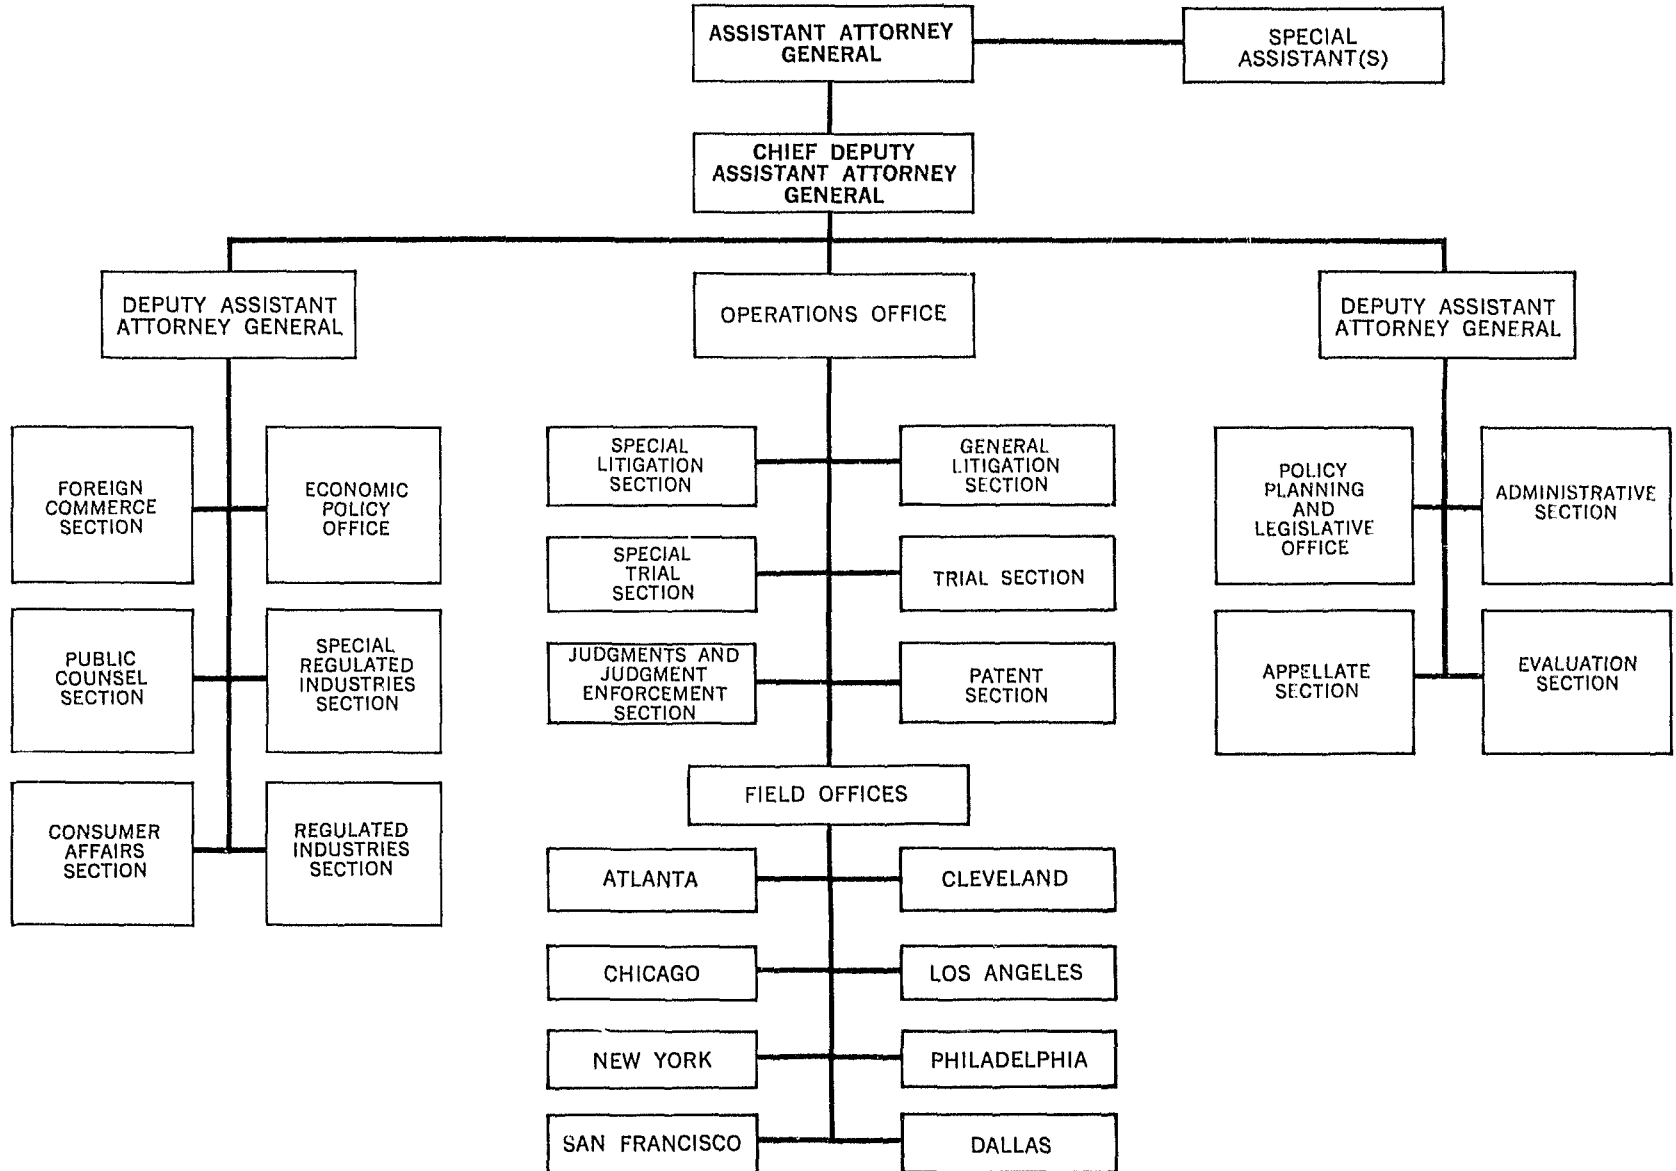 ASSISTANT ATTORNEY
GENERAL
SPECIAL
ASSISTANT(S)
CHIEF DEPUTY
ASSISTANT ATTORNEY
GENERAL
DEPUTY ASSISTANT
ATTORNEY GENERAL
OPERATIONS OFFICE
DEPUTY ASSISTANT
ATTORNEY GENERAL
FOREIGN
COMMERCE
SECTION
ECONOMIC
POLICY
OFFICE
PUBLIC
COUNSEL
SECTION
SPECIAL
REGULATED
INDUSTRIES
SECTION
CONSUMER
AFFAIRS
SECTION
REGULATED
INDUSTRIES
SECTION
SPECIAL
LITIGATION
SECTION
GENERAL
LITIGATION
SECTION
SPECIAL
TRIAL
SECTION
TRIAL SECTION
JUDGMENTS AND
JUDGMENT
ENFORCEMENT
SECTION
PATENT
SECTION
FIELD OFFICES
ATLANTA
CLEVELAND
CHICAGO
LOS ANGELES
NEW YORK
PHILADELPHIA
SAN FRANCISCO
DALLAS
POLICY
PLANNING
AND
LEGISLATIVE
OFFICE
ADMINISTRATIVE
SECTION
APPELLATE
SECTION
EVALUATION
SECTION